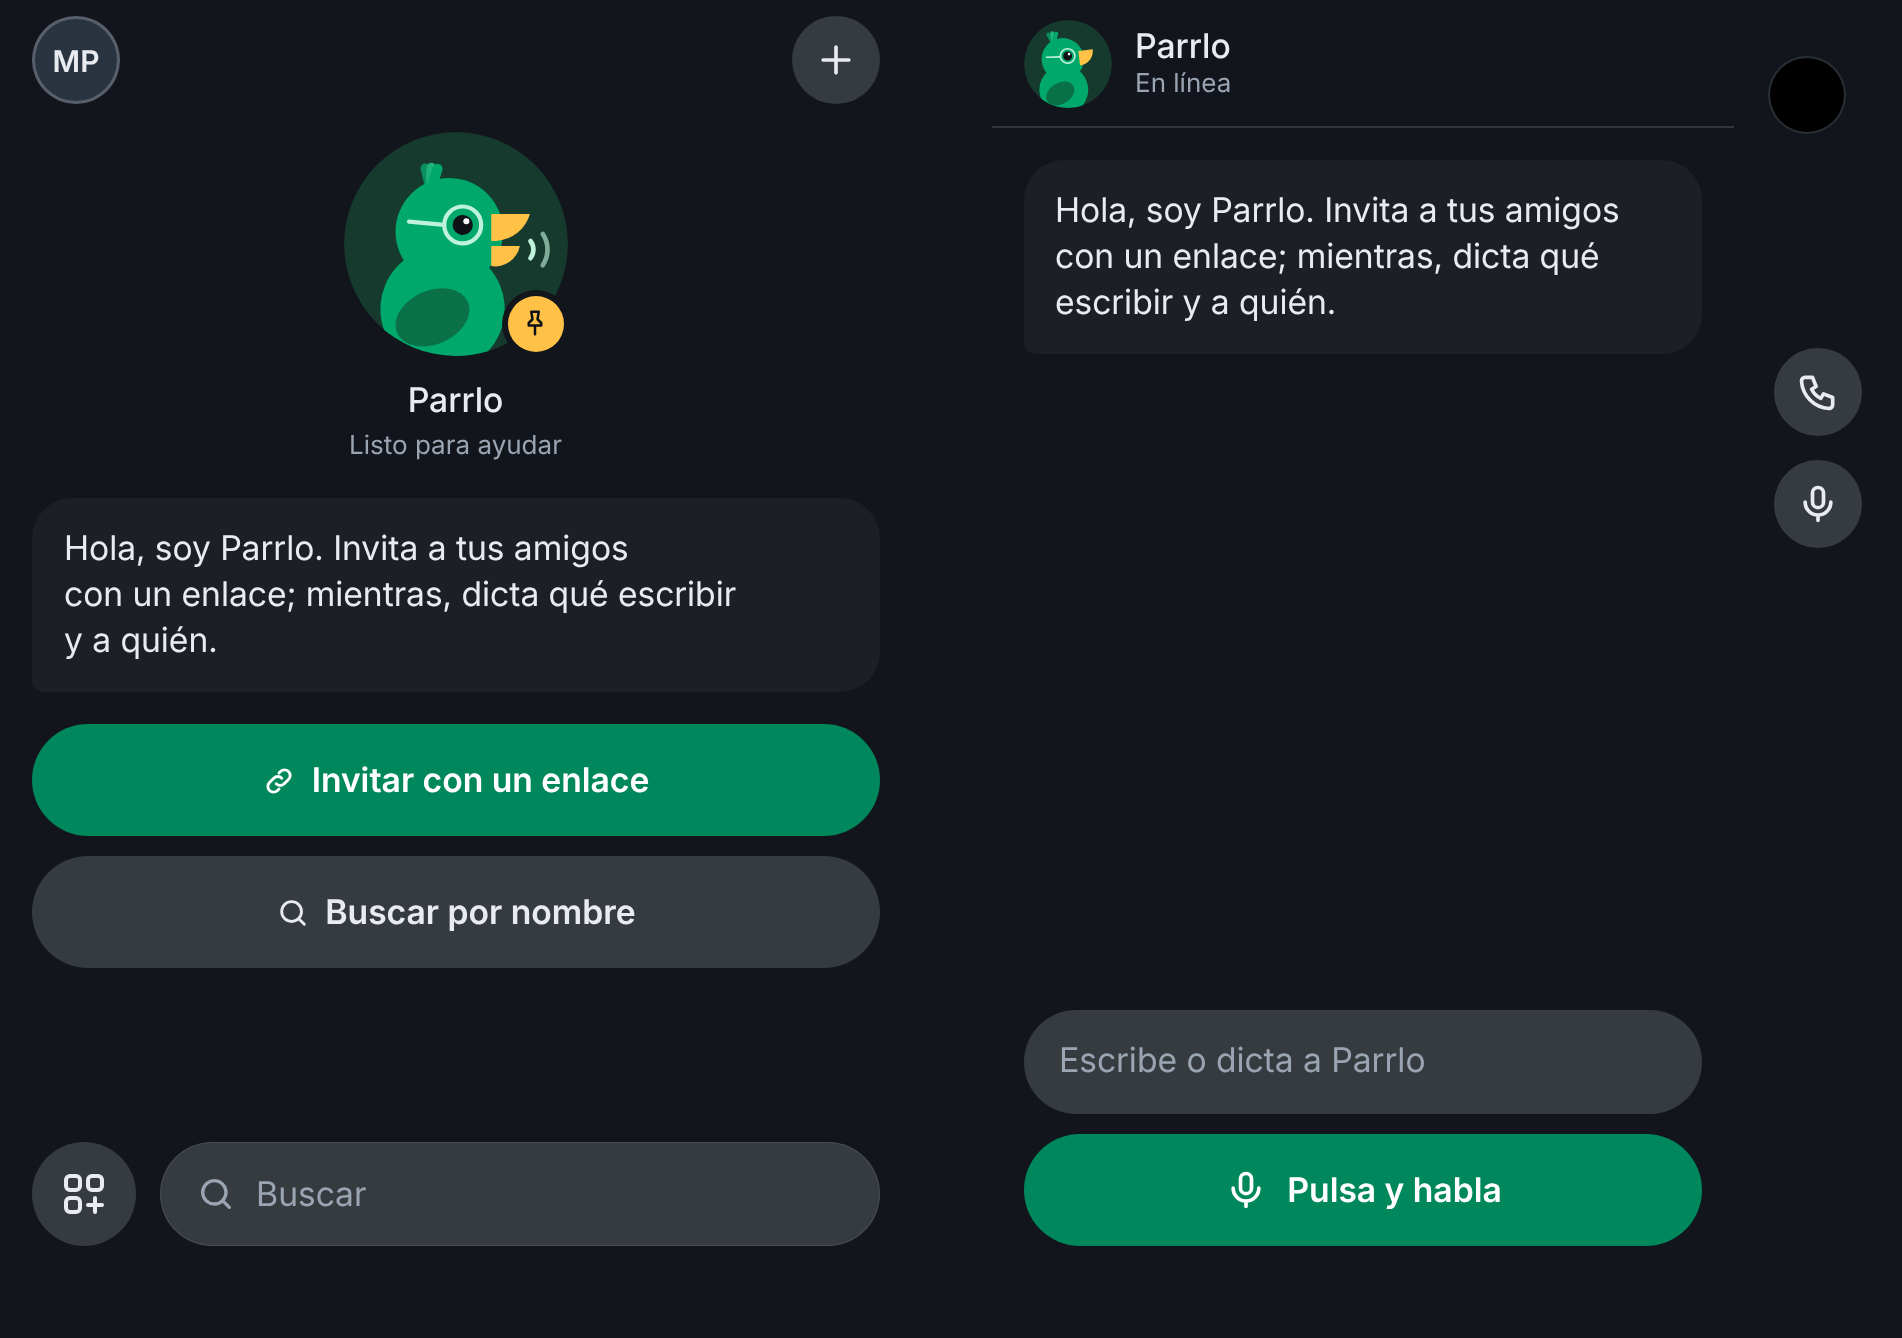 MP
Parrlo
Listo para ayudar
Hola, soy Parrlo. Invita a tus amigos
con un enlace; mientras, dicta qué escribir
y a quién.
Invitar con un enlace
Buscar por nombre
Buscar
Parrlo
En línea
Hola, soy Parrlo. Invita a tus amigos
con un enlace; mientras, dicta qué
escribir y a quién.
Escribe o dicta a Parrlo
Pulsa y habla